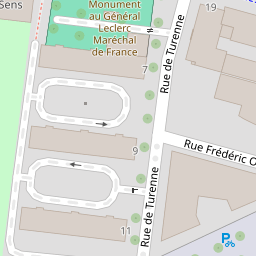 Sens
Monument
au Général
Leclerc
Maréchal
de France
19
7
Rue de Turenne
Rue Frédéric O
9
Rue de Turenne
11
P